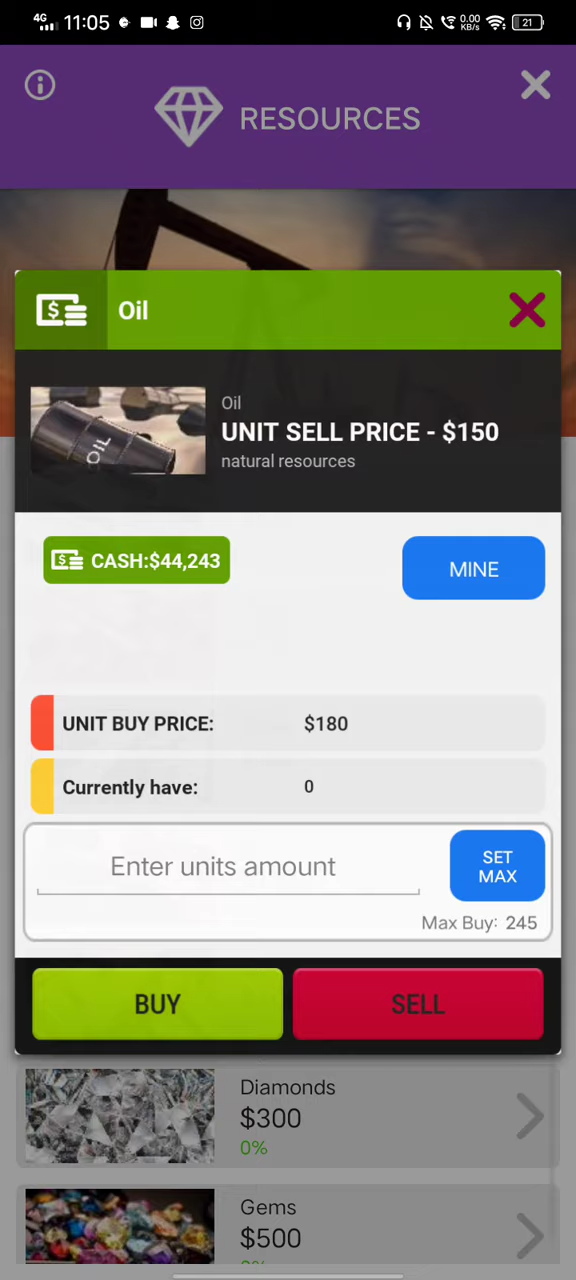 4G 11:05 0.00 KB/s 21
RESOURCES
Oil
Oil
OIL
UNIT SELL PRICE - $150
natural resources
CASH:$44,243
MINE
UNIT BUY PRICE: $180
Currently have: 0
Enter units amount
SET
MAX
Max Buy: 245
BUY SELL
Diamonds
$300
0%
Gems
$500